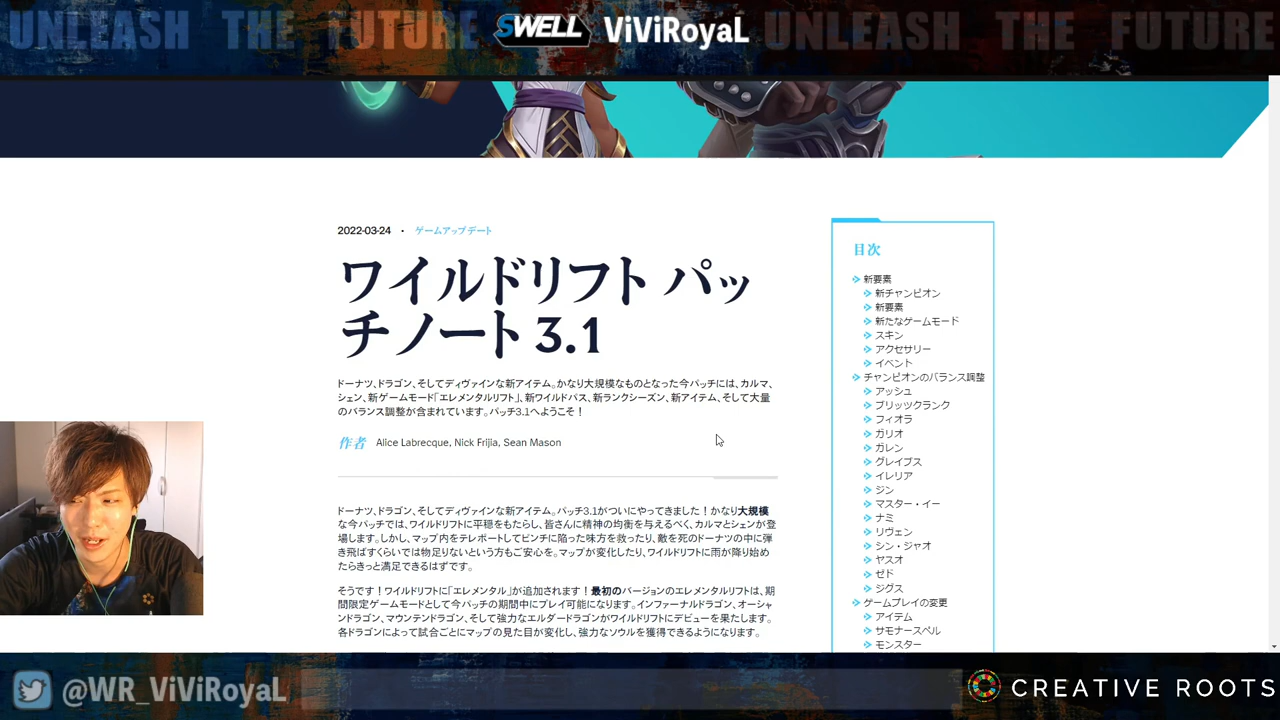 UNLEASH THE FUTURE SWELL ViViRoyaL UNLEASH THE FUTURE
2022-03-24 ・ ゲームアップデート
ワイルドリフト パッ
チノート 3.1
ドーナツ、ドラゴン、そしてディヴァインな新アイテム。かなり大規模なものとなった今パッチには、カルマ、
シェン、新ゲームモード「エレメンタルリフト」、新ワイルドパス、新ランクシーズン、新アイテム、そして大量
のバランス調整が含まれています。パッチ3.1へようこそ！
作者 Alice Labrecque, Nick Frijia, Sean Mason
ドーナツ、ドラゴン、そしてディヴァインな新アイテム。パッチ3.1がついにやってきました！かなり大規模
な今パッチでは、ワイルドリフトに平穏をもたらし、皆さんに精神の均衡を与えるべく、カルマとシェンが登
場します。しかし、マップ内をテレポートしてピンチに陥った味方を救ったり、敵を死のドーナツの中に弾
き飛ばすくらいでは物足りないという方もご安心を。マップが変化したり、ワイルドリフトに雨が降り始め
たらきっと満足できるはずです。
そうです！ワイルドリフトに「エレメンタル」が追加されます！最初のバージョンのエレメンタルリフトは、期
間限定ゲームモードとして今パッチの期間中にプレイ可能になります。インファーナルドラゴン、オーシャ
ンドラゴン、マウンテンドラゴン、そして強力なエルダードラゴンがワイルドリフトにデビューを果たします。
各ドラゴンによって試合ごとにマップの見た目が変化し、強力なソウルを獲得できるようになります。
目次
新要素
新チャンピオン
新要素
新たなゲームモード
スキン
アクセサリー
イベント
チャンピオンのバランス調整
アッシュ
ブリッツクランク
フィオラ
ガリオ
ガレン
グレイブス
イレリア
ジン
マスター・イー
ナミ
リヴェン
シン・ジャオ
ヤスオ
ゼド
ジグス
ゲームプレイの変更
アイテム
サモナースペル
モンスター
@WR_ViViRoyaL
CREATIVE ROOTS